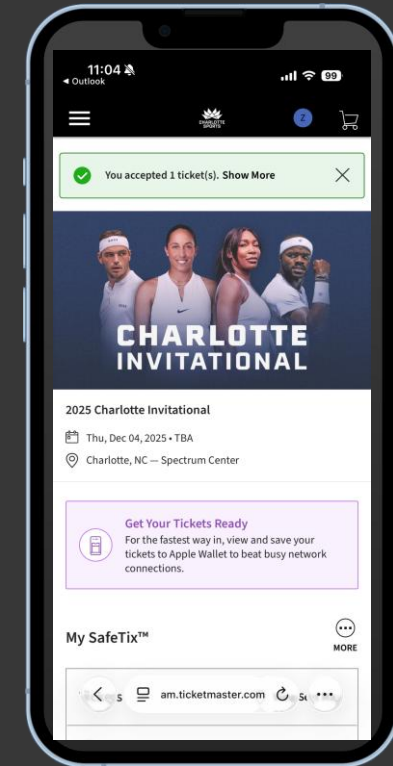 11:04
Outlook
99
CHARLOTTE
SPORTS
Z
You accepted 1 ticket(s). Show More
CHARLOTTE
INVITATIONAL
2025 Charlotte Invitational
Thu, Dec 04, 2025 • TBA
Charlotte, NC — Spectrum Center
Get Your Tickets Ready
For the fastest way in, view and save your
tickets to Apple Wallet to beat busy network
connections.
My SafeTix™
MORE
am.ticketmaster.com